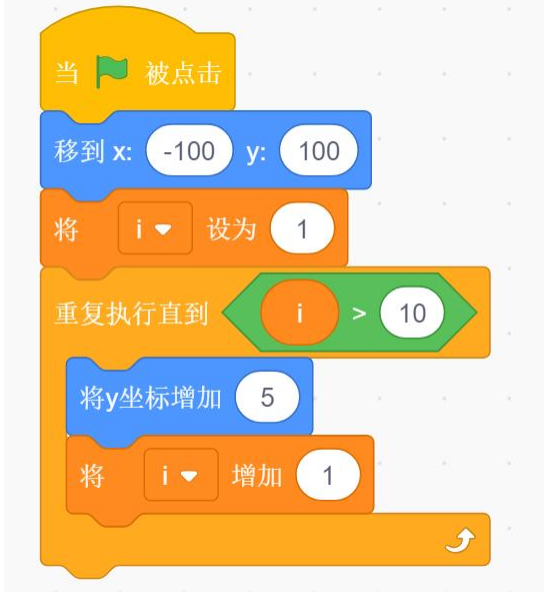 当 被点击
移到 x: -100 y: 100
将 i 设为 1
重复执行直到 i > 10
将y坐标增加 5
将 i 增加 1